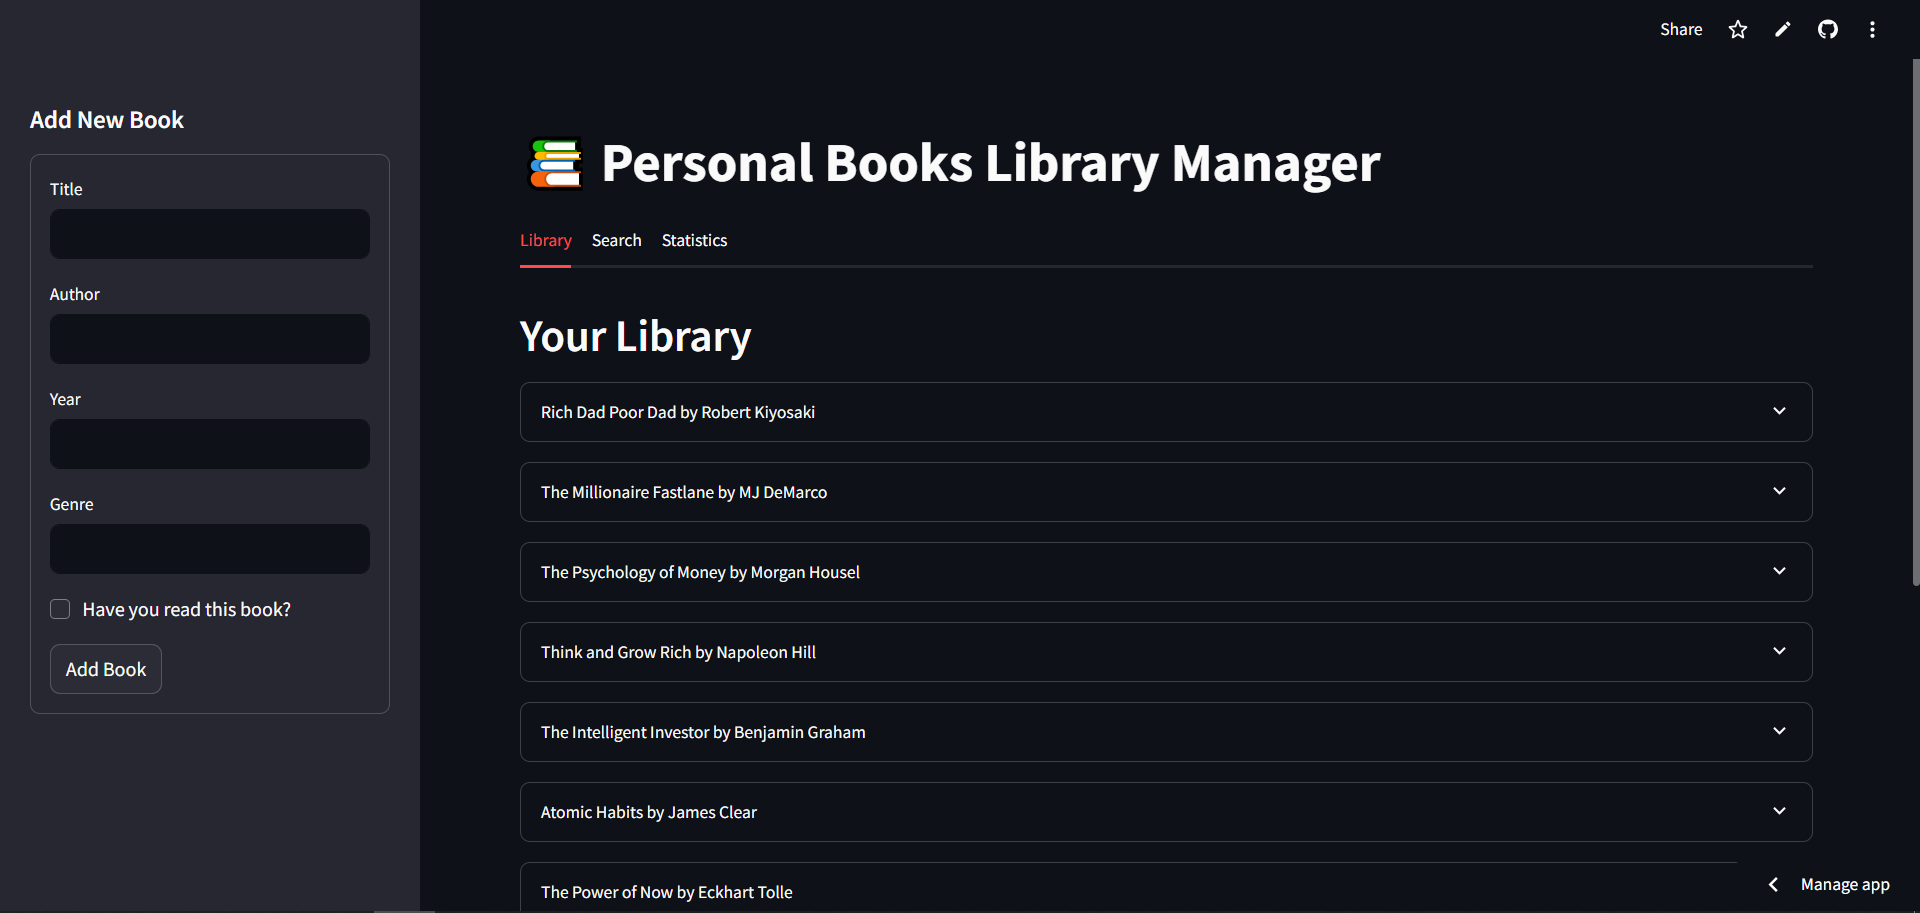 Share
Add New Book
Title
Author
Year
Genre
Have you read this book?
Add Book
Personal Books Library Manager
Library Search Statistics
Your Library
Rich Dad Poor Dad by Robert Kiyosaki
The Millionaire Fastlane by MJ DeMarco
The Psychology of Money by Morgan Housel
Think and Grow Rich by Napoleon Hill
The Intelligent Investor by Benjamin Graham
Atomic Habits by James Clear
The Power of Now by Eckhart Tolle
Manage app